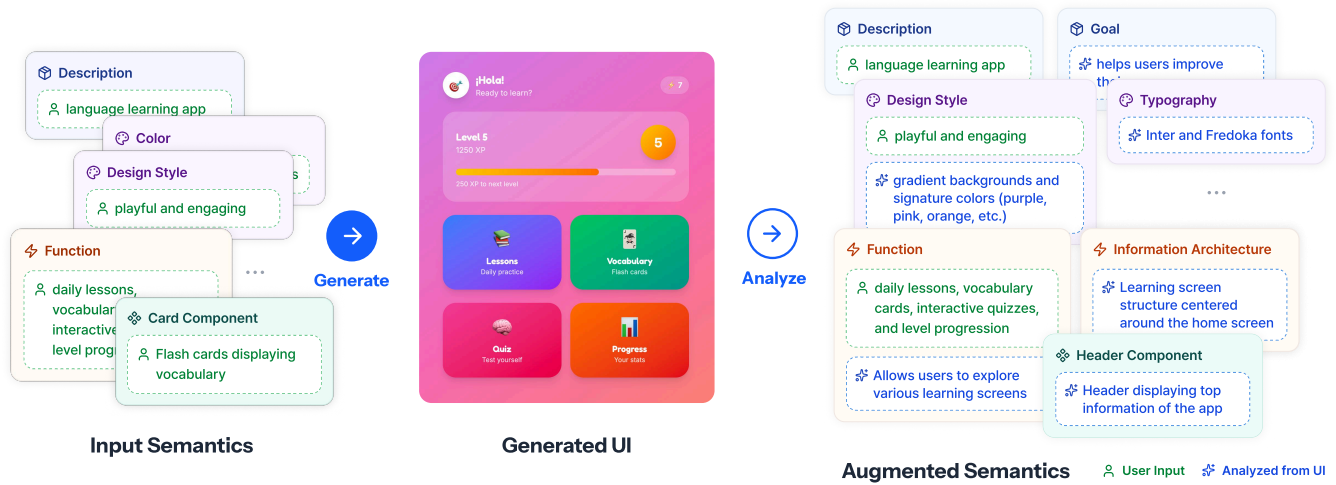 Description
language learning app
Color
s
Design Style
playful and engaging
Function
daily lessons,
vocabular
interactive
level prog
...
Card Component
Flash cards displaying
vocabulary
Input Semantics
Generate
¡Hola!
Ready to learn?
7
Level 5
1250 XP
5
250 XP to next level
Lessons
Daily practice
Vocabulary
Flash cards
Quiz
Test yourself
Progress
Your stats
Generated UI
Analyze
Description
language learning app
Goal
helps users improve
Design Style
playful and engaging
gradient backgrounds and
signature colors (purple,
pink, orange, etc.)
Typography
Inter and Fredoka fonts
...
Function
daily lessons, vocabulary
cards, interactive quizzes,
and level progression
Allows users to explore
various learning screens
Information Architecture
Learning screen
structure centered
around the home screen
Header Component
Header displaying top
information of the app
Augmented Semantics
User Input
Analyzed from UI